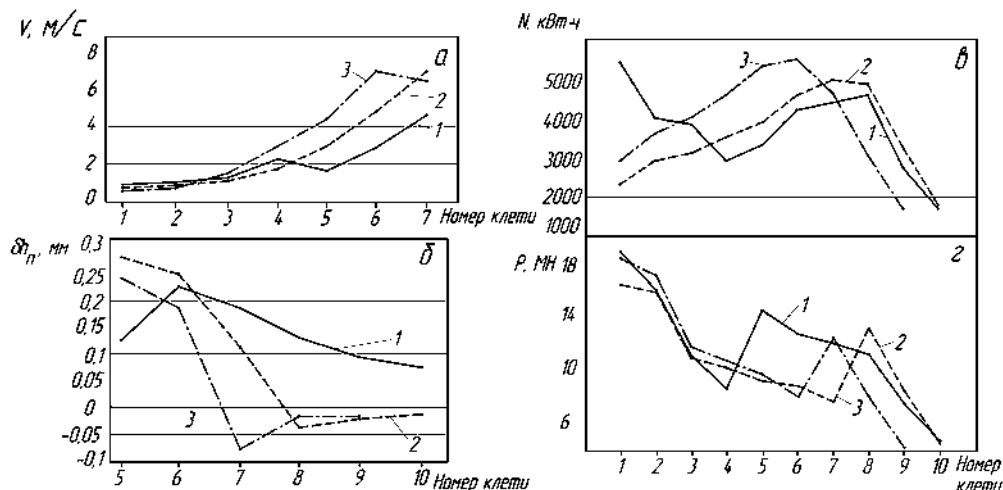 V, М/С
8
6
4
2
0
а
3
2
1
1 2 3 4 5 6 7 Номер клети
δhп, мм
0,3
0,25
0,2
0,15
0,1
0,05
0
-0,05
-0,1
б
1
3
2
5 6 7 8 9 10 Номер клети
N, кВт·ч
5000
4000
3000
2000
1000
в
3
2
1
P, МН
18
14
10
6
г
1
2
3
1 2 3 4 5 6 7 8 9 10 Номер
клети